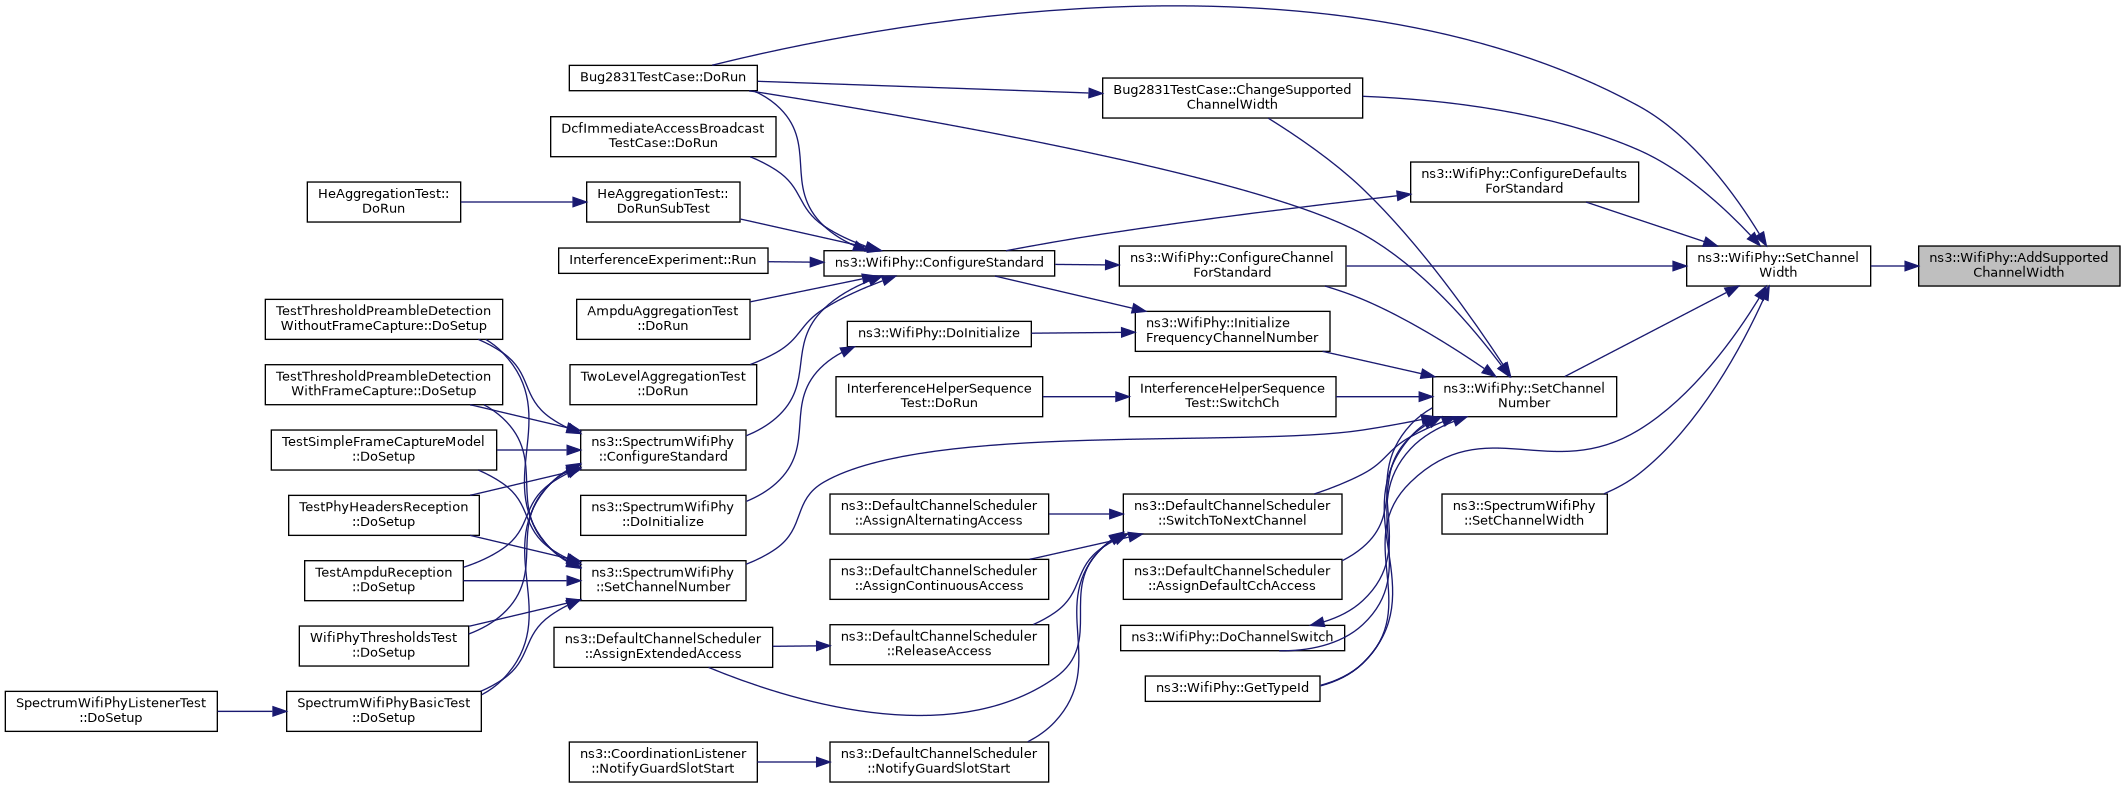 Bug2831TestCase::DoRun
Bug2831TestCase::ChangeSupported
ChannelWidth
DcfImmediateAccessBroadcast
TestCase::DoRun
ns3::WifiPhy::ConfigureDefaults
ForStandard
HeAggregationTest::
DoRun
HeAggregationTest::
DoRunSubTest
InterferenceExperiment::Run
ns3::WifiPhy::ConfigureStandard
ns3::WifiPhy::ConfigureChannel
ForStandard
ns3::WifiPhy::SetChannel
Width
ns3::WifiPhy::AddSupported
ChannelWidth
TestThresholdPreambleDetection
WithoutFrameCapture::DoSetup
AmpduAggregationTest
::DoRun
ns3::WifiPhy::DoInitialize
ns3::WifiPhy::Initialize
FrequencyChannelNumber
TestThresholdPreambleDetection
WithFrameCapture::DoSetup
TwoLevelAggregationTest
::DoRun
InterferenceHelperSequence
Test::DoRun
InterferenceHelperSequence
Test::SwitchCh
ns3::WifiPhy::SetChannel
Number
TestSimpleFrameCaptureModel
::DoSetup
ns3::SpectrumWifiPhy
::ConfigureStandard
TestPhyHeadersReception
::DoSetup
ns3::SpectrumWifiPhy
::DoInitialize
ns3::DefaultChannelScheduler
::AssignAlternatingAccess
ns3::DefaultChannelScheduler
::SwitchToNextChannel
ns3::SpectrumWifiPhy
::SetChannelWidth
TestAmpduReception
::DoSetup
ns3::SpectrumWifiPhy
::SetChannelNumber
ns3::DefaultChannelScheduler
::AssignContinuousAccess
ns3::DefaultChannelScheduler
::AssignDefaultCchAccess
WifiPhyThresholdsTest
::DoSetup
ns3::DefaultChannelScheduler
::AssignExtendedAccess
ns3::DefaultChannelScheduler
::ReleaseAccess
ns3::WifiPhy::DoChannelSwitch
ns3::WifiPhy::GetTypeId
SpectrumWifiPhyListenerTest
::DoSetup
SpectrumWifiPhyBasicTest
::DoSetup
ns3::CoordinationListener
::NotifyGuardSlotStart
ns3::DefaultChannelScheduler
::NotifyGuardSlotStart